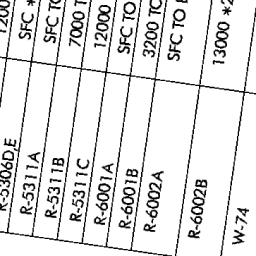 R-5306D,E
R-5311A SFC *
R-5311B SFC TO
R-5311C 7000 T
R-6001A 12000
R-6001B SFC TO
R-6002A 3200 TO
SFC TO
R-6002B 13000 *2
W-74